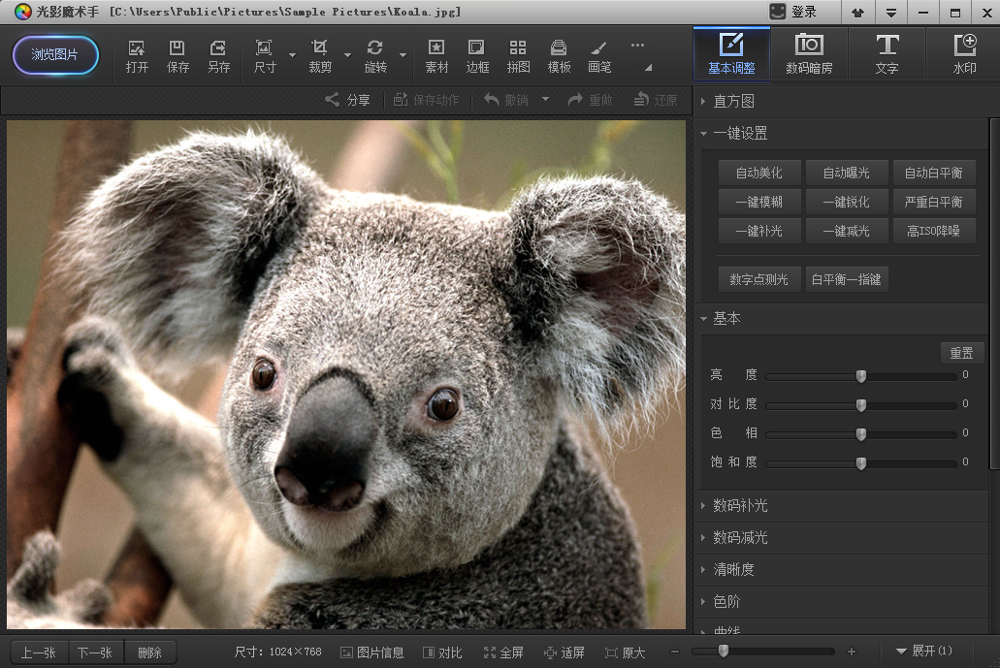 光影魔术手 [C:\Users\Public\Pictures\Sample Pictures\Koala.jpg]
登录
浏览图片
打开 保存 另存 尺寸 裁剪 旋转 素材 边框 拼图 模板 画笔 ...
基本调整 数码暗房 文字 水印
分享 保存动作 撤销 重做 还原
直方图
一键设置
自动美化 自动曝光 自动白平衡
一键模糊 一键锐化 严重白平衡
一键补光 一键减光 高ISO降噪
数字点测光 白平衡一指键
基本
重置
亮度 0
对比度 0
色相 0
饱和度 0
数码补光
数码减光
清晰度
色阶
曲线
上一张 下一张 删除 尺寸: 1024×768 图片信息 对比 全屏 适屏 原大 展开(1)